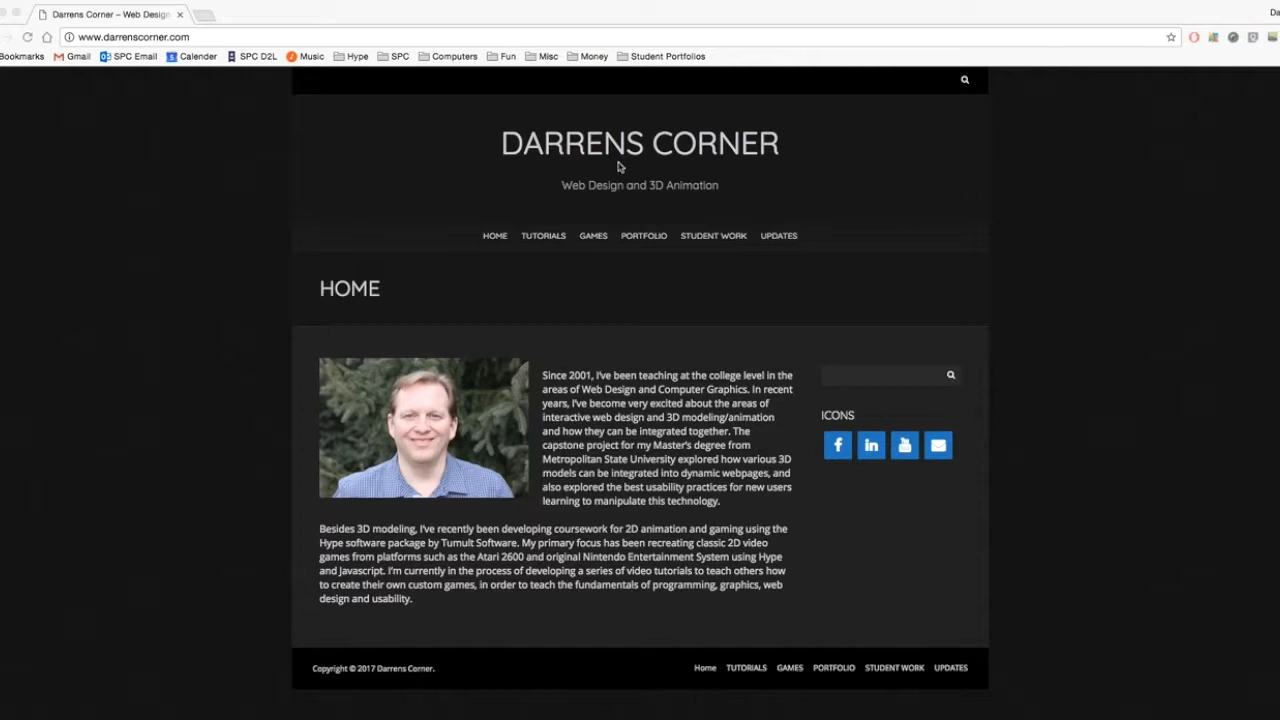 Darrens Corner – Web Design
Da
www.darrenscorner.com
Bookmarks Gmail SPC Email Calender SPC D2L Music Hype SPC Computers Fun Misc Money Student Portfolios
DARRENS CORNER
Web Design and 3D Animation
HOME TUTORIALS GAMES PORTFOLIO STUDENT WORK UPDATES
HOME
Since 2001, I've been teaching at the college level in the
areas of Web Design and Computer Graphics. In recent
years, I've become very excited about the areas of
interactive web design and 3D modeling/animation
and how they can be integrated together. The
capstone project for my Master's degree from
Metropolitan State University explored how various 3D
models can be integrated into dynamic webpages, and
also explored the best usability practices for new users
learning to manipulate this technology.
ICONS
Besides 3D modeling, I've recently been developing coursework for 2D animation and gaming using the
Hype software package by Tumult Software. My primary focus has been recreating classic 2D video
games from platforms such as the Atari 2600 and original Nintendo Entertainment System using Hype
and Javascript. I'm currently in the process of developing a series of video tutorials to teach others how
to create their own custom games, in order to teach the fundamentals of programming, graphics, web
design and usability.
Copyright © 2017 Darrens Corner.
Home TUTORIALS GAMES PORTFOLIO STUDENT WORK UPDATES